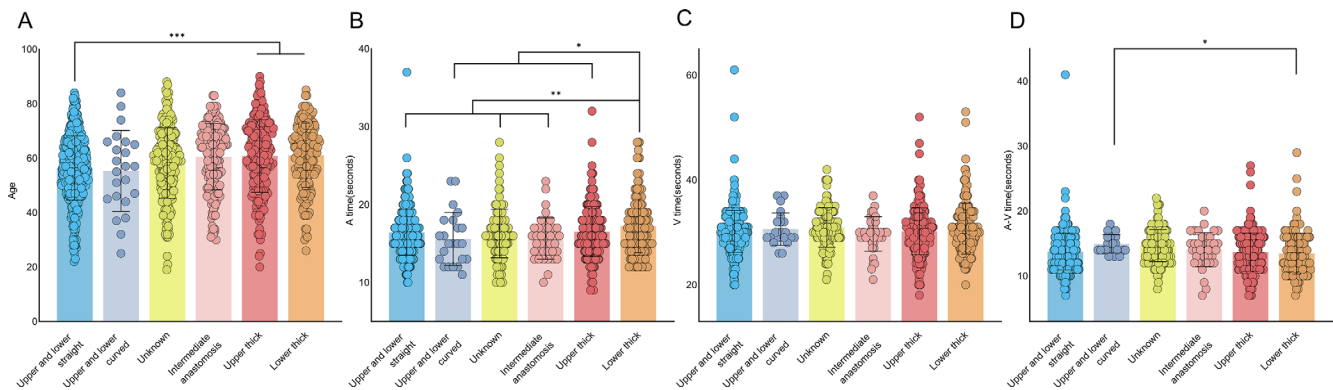 A
B
C
D
***
*
**
*
Age
100
80
60
40
20
0
Upper and lower
straight
Upper and lower
curved
Unknown
Intermediate
anastomosis
Upper thick
Lower thick
A time(seconds)
40
30
20
10
Upper and lower
straight
Upper and lower
curved
Unknown
Intermediate
anastomosis
Upper thick
Lower thick
V time(seconds)
60
40
20
Upper and lower
straight
Upper and lower
curved
Unknown
Intermediate
anastomosis
Upper thick
Lower thick
A-V time(seconds)
40
30
20
10
Upper and lower
straight
Upper and lower
curved
Unknown
Intermediate
anastomosis
Upper thick
Lower thick